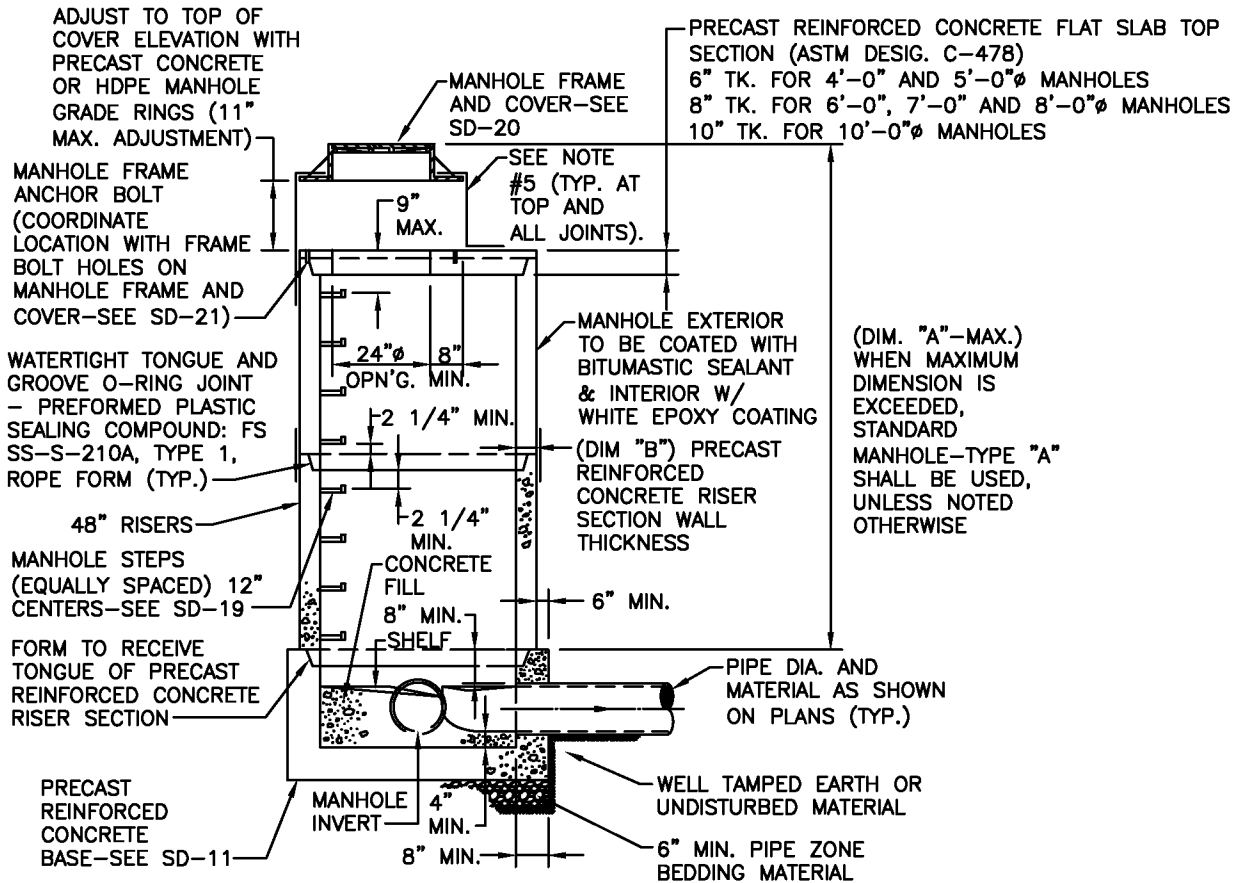 ADJUST TO TOP OF
COVER ELEVATION WITH
PRECAST CONCRETE
OR HDPE MANHOLE
GRADE RINGS (11"
MAX. ADJUSTMENT)
MANHOLE FRAME
ANCHOR BOLT
(COORDINATE
LOCATION WITH FRAME
BOLT HOLES ON
MANHOLE FRAME AND
COVER-SEE SD-21)
WATERTIGHT TONGUE AND
GROOVE O-RING JOINT
- PREFORMED PLASTIC
SEALING COMPOUND: FS
SS-S-210A, TYPE 1,
ROPE FORM (TYP.)
48" RISERS
MANHOLE STEPS
(EQUALLY SPACED) 12"
CENTERS-SEE SD-19
FORM TO RECEIVE
TONGUE OF PRECAST
REINFORCED CONCRETE
RISER SECTION
PRECAST
REINFORCED
CONCRETE
BASE-SEE SD-11
MANHOLE FRAME
AND COVER-SEE
SD-20
SEE NOTE
#5 (TYP. AT
TOP AND
ALL JOINTS).
9"
MAX.
24"ø
OPN'G.
8"
MIN.
2 1/4" MIN.
2 1/4"
MIN.
CONCRETE
FILL
8" MIN.
SHELF
MANHOLE
INVERT
4"
MIN.
8" MIN.
PRECAST REINFORCED CONCRETE FLAT SLAB TOP
SECTION (ASTM DESIG. C-478)
6" TK. FOR 4'-0" AND 5'-0"ø MANHOLES
8" TK. FOR 6'-0", 7'-0" AND 8'-0"ø MANHOLES
10" TK. FOR 10'-0"ø MANHOLES
MANHOLE EXTERIOR
TO BE COATED WITH
BITUMASTIC SEALANT
& INTERIOR W/
WHITE EPOXY COATING
(DIM "B") PRECAST
REINFORCED
CONCRETE RISER
SECTION WALL
THICKNESS
6" MIN.
(DIM. "A"-MAX.)
WHEN MAXIMUM
DIMENSION IS
EXCEEDED,
STANDARD
MANHOLE-TYPE "A"
SHALL BE USED,
UNLESS NOTED
OTHERWISE
PIPE DIA. AND
MATERIAL AS SHOWN
ON PLANS (TYP.)
WELL TAMPED EARTH OR
UNDISTURBED MATERIAL
6" MIN. PIPE ZONE
BEDDING MATERIAL